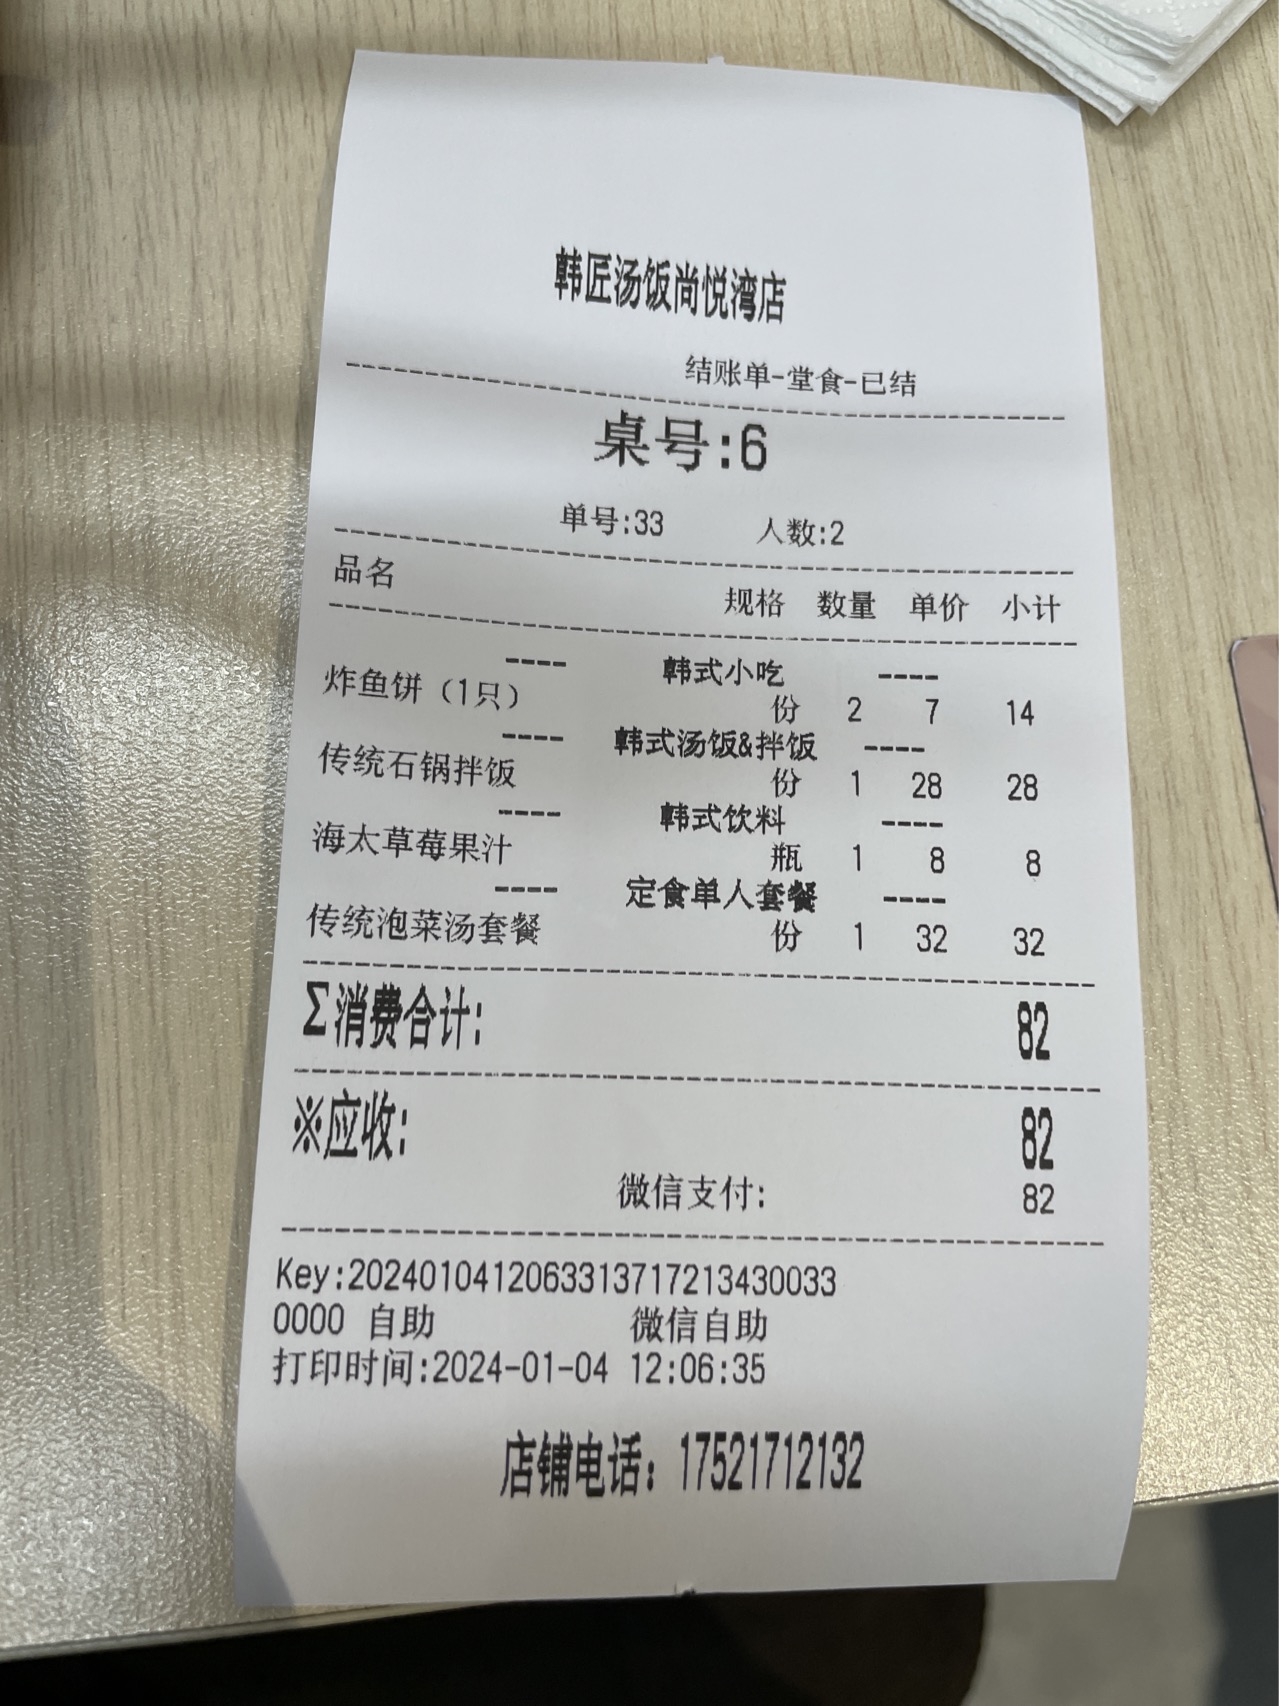 韩匠汤饭尚悦湾店
结账单-堂食-已结
桌号:6
单号:33 人数:2
品名 规格 数量 单价 小计
---- 韩式小吃 ----
炸鱼饼（1只） 份 2 7 14
---- 韩式汤饭&拌饭 ----
传统石锅拌饭 份 1 28 28
---- 韩式饮料 ----
海太草莓果汁 瓶 1 8 8
---- 定食单人套餐 ----
传统泡菜汤套餐 份 1 32 32
Σ消费合计: 82
※应收: 82
微信支付: 82
Key:2024010412063313717213430033
0000 自助 微信自助
打印时间:2024-01-04 12:06:35
店铺电话：17521712132